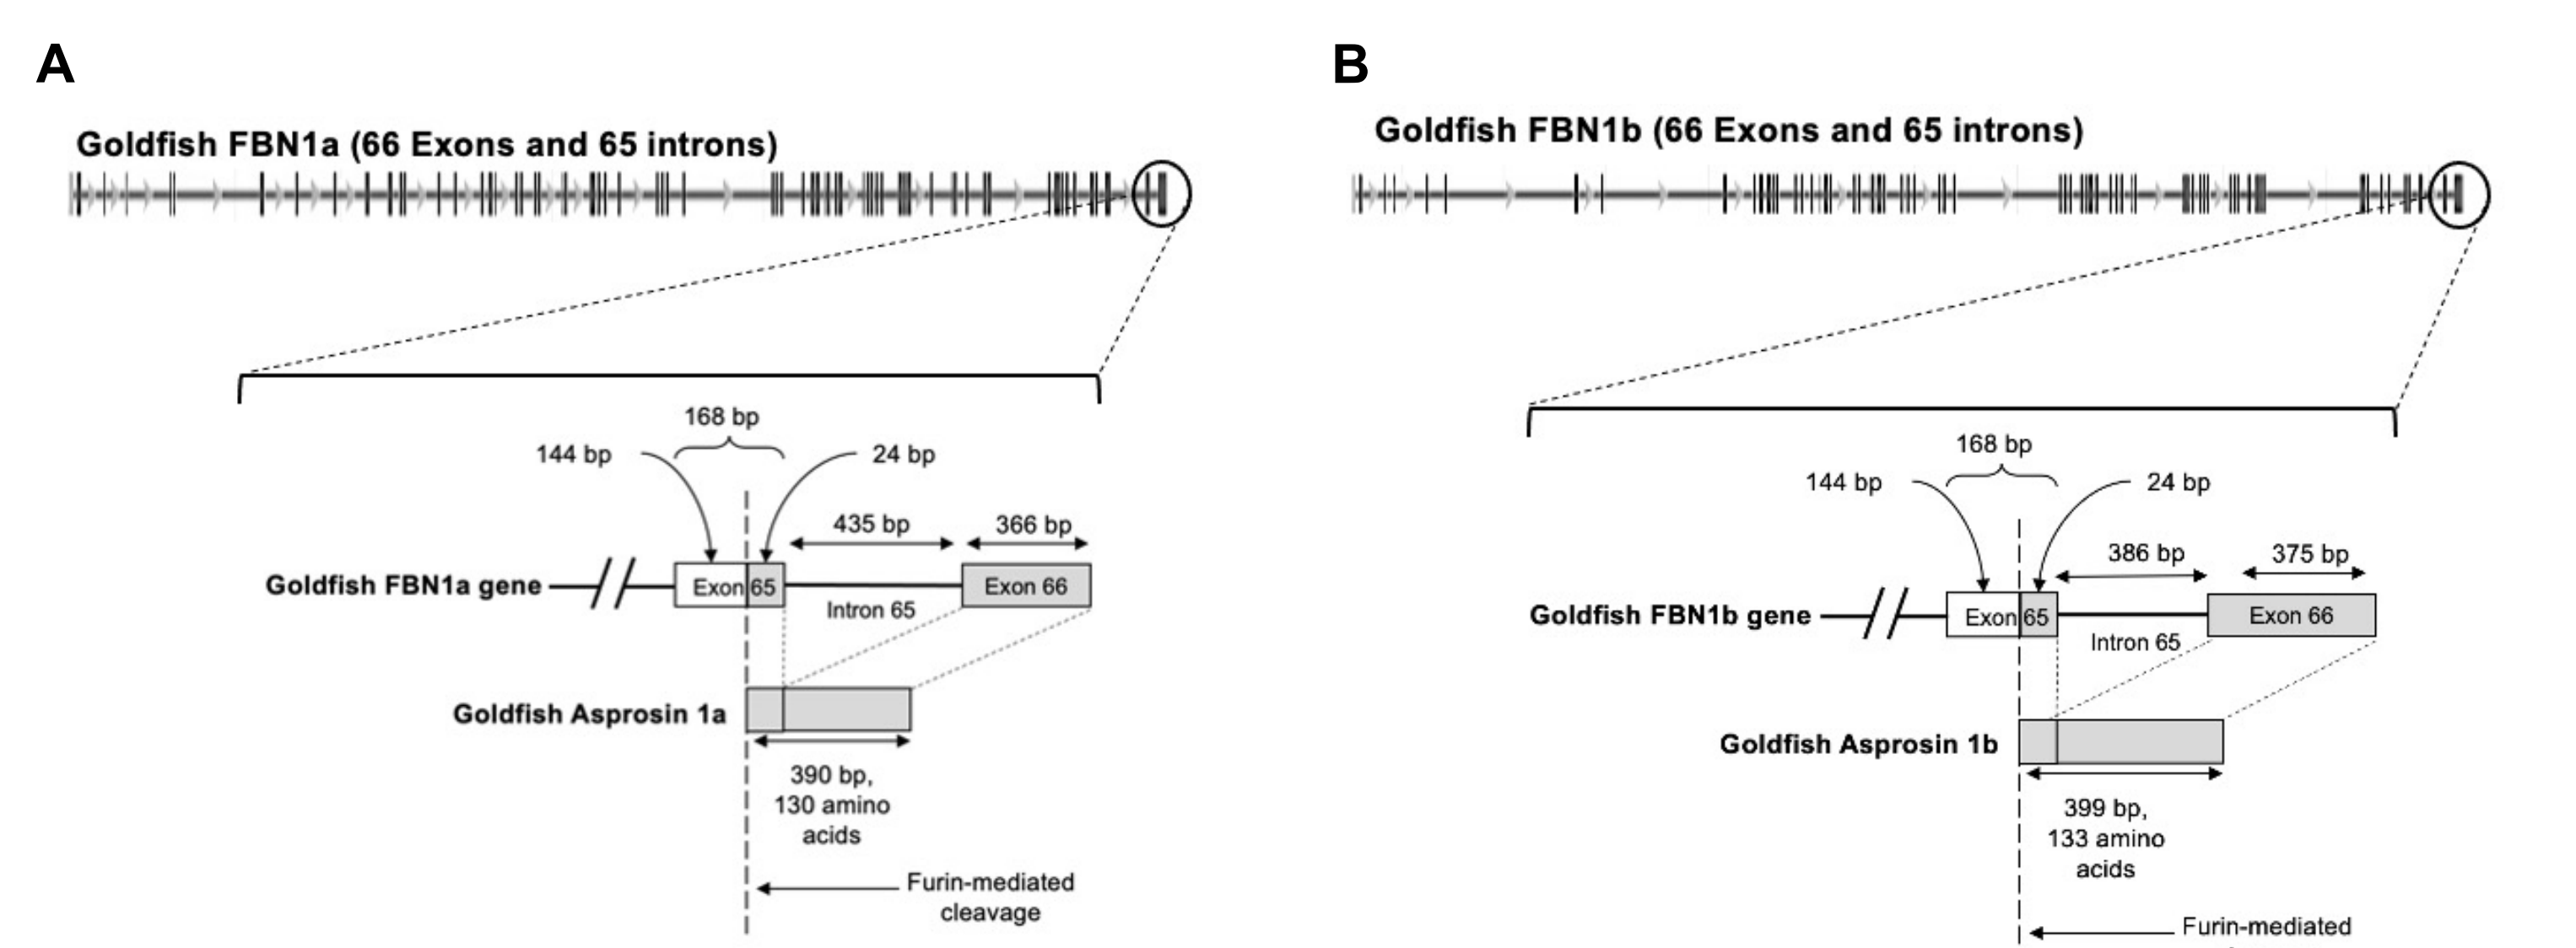 A
Goldfish FBN1a (66 Exons and 65 introns)
168 bp
144 bp
24 bp
435 bp
366 bp
Goldfish FBN1a gene
Exon 65
Exon 66
Intron 65
Goldfish Asprosin 1a
390 bp,
130 amino
acids
Furin-mediated
cleavage
B
Goldfish FBN1b (66 Exons and 65 introns)
168 bp
144 bp
24 bp
386 bp
375 bp
Goldfish FBN1b gene
Exon 65
Exon 66
Intron 65
Goldfish Asprosin 1b
399 bp,
133 amino
acids
Furin-mediated